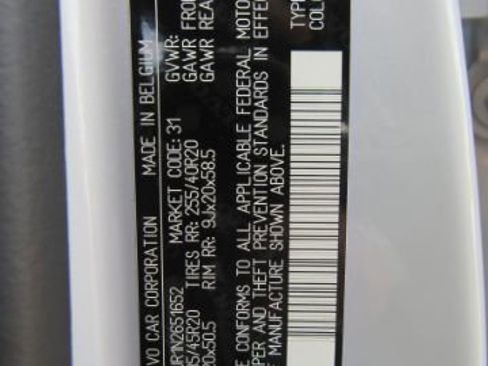 VO CAR CORPORATION MADE IN BELGIUM
GVWR:
GAWR FRO
GAWR REA
JR1N2651652 MARKET CODE: 31
5/45R20 TIRES RR: 255/40R20
20x50.5 RIM RR: 9Jx20x58.5
E CONFORMS TO ALL APPLICABLE FEDERAL MOTO
PER AND THEFT PREVENTION STANDARDS IN EFFE
MANUFACTURE SHOWN ABOVE.
TYP
COL